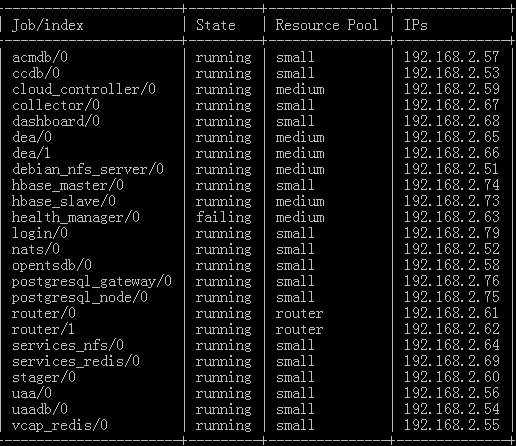 Job/index | State | Resource Pool | IPs
acmdb/0 | running | small | 192.168.2.57
ccdb/0 | running | small | 192.168.2.53
cloud_controller/0 | running | medium | 192.168.2.59
collector/0 | running | small | 192.168.2.67
dashboard/0 | running | small | 192.168.2.68
dea/0 | running | medium | 192.168.2.65
dea/1 | running | medium | 192.168.2.66
debian_nfs_server/0 | running | medium | 192.168.2.51
hbase_master/0 | running | small | 192.168.2.74
hbase_slave/0 | running | medium | 192.168.2.73
health_manager/0 | failing | medium | 192.168.2.63
login/0 | running | small | 192.168.2.79
nats/0 | running | small | 192.168.2.52
opentsdb/0 | running | small | 192.168.2.58
postgresql_gateway/0 | running | small | 192.168.2.76
postgresql_node/0 | running | small | 192.168.2.75
router/0 | running | router | 192.168.2.61
router/1 | running | router | 192.168.2.62
services_nfs/0 | running | small | 192.168.2.64
services_redis/0 | running | small | 192.168.2.69
stager/0 | running | small | 192.168.2.60
uaa/0 | running | small | 192.168.2.56
uaadb/0 | running | small | 192.168.2.54
vcap_redis/0 | running | small | 192.168.2.55